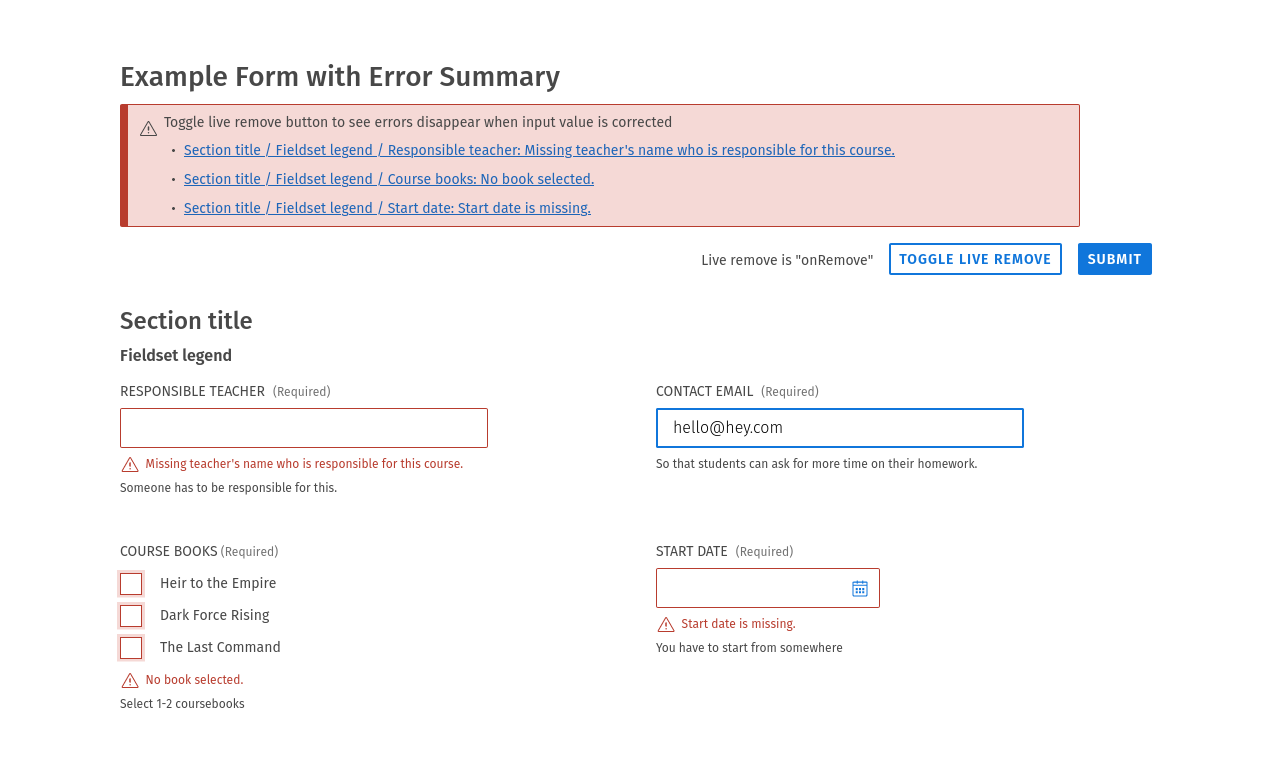 Example Form with Error Summary
Toggle live remove button to see errors disappear when input value is corrected
• Section title / Fieldset legend / Responsible teacher: Missing teacher's name who is responsible for this course.
• Section title / Fieldset legend / Course books: No book selected.
• Section title / Fieldset legend / Start date: Start date is missing.
Live remove is "onRemove" TOGGLE LIVE REMOVE SUBMIT
Section title
Fieldset legend
RESPONSIBLE TEACHER (Required)
Missing teacher's name who is responsible for this course.
Someone has to be responsible for this.
CONTACT EMAIL (Required)
hello@hey.com
So that students can ask for more time on their homework.
COURSE BOOKS (Required)
Heir to the Empire
Dark Force Rising
The Last Command
No book selected.
Select 1-2 coursebooks
START DATE (Required)
Start date is missing.
You have to start from somewhere